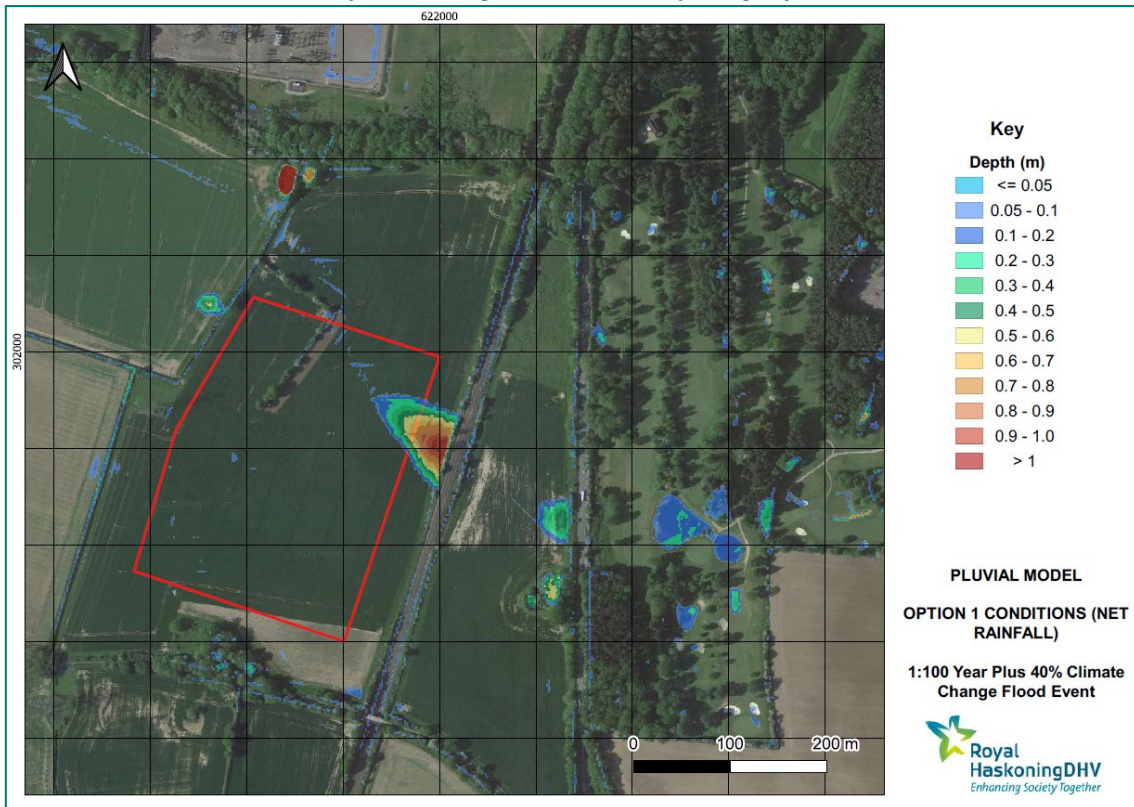 622000
302000
Key
Depth (m)
<= 0.05
0.05 - 0.1
0.1 - 0.2
0.2 - 0.3
0.3 - 0.4
0.4 - 0.5
0.5 - 0.6
0.6 - 0.7
0.7 - 0.8
0.8 - 0.9
0.9 - 1.0
> 1
PLUVIAL MODEL
OPTION 1 CONDITIONS (NET
RAINFALL)
1:100 Year Plus 40% Climate
Change Flood Event
0 100 200 m
Royal
HaskoningDHV
Enhancing Society Together